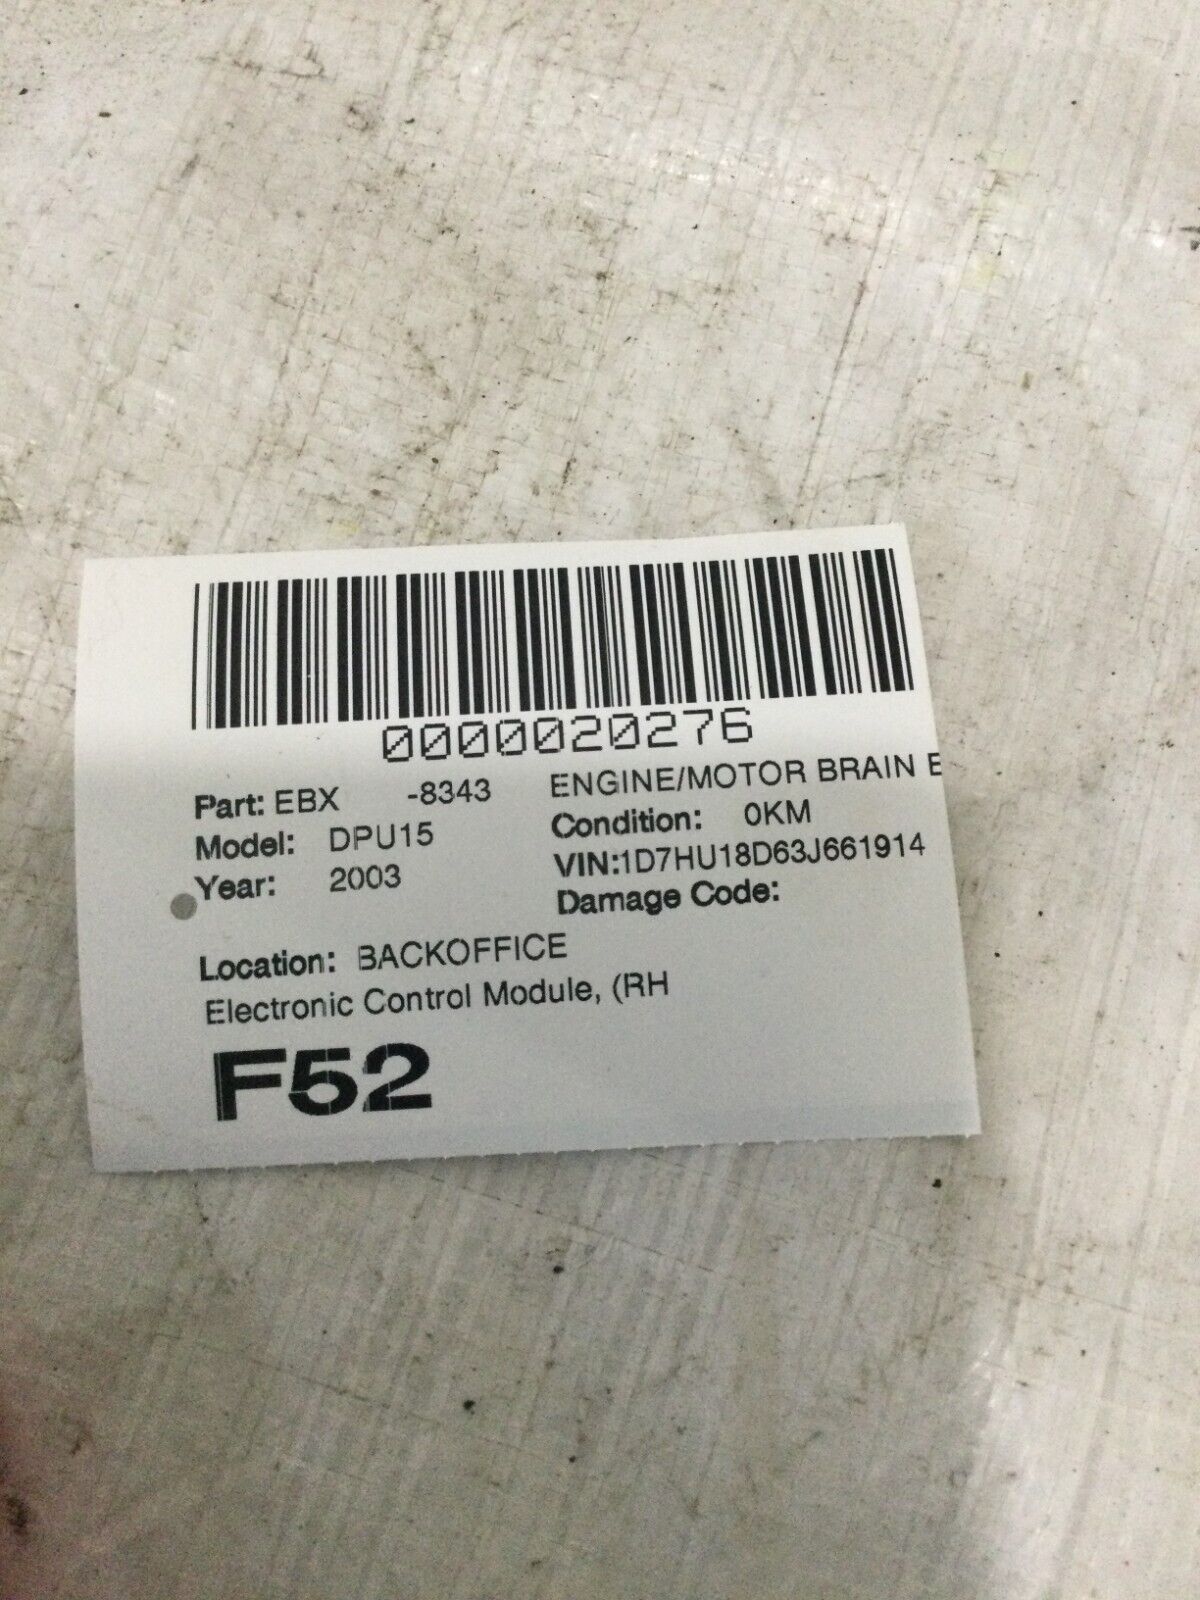 0000020276
Part: EBX -8343 ENGINE/MOTOR BRAIN E
Model: DPU15 Condition: 0KM
Year: 2003 VIN:1D7HU18D63J661914
Damage Code:
Location: BACKOFFICE
Electronic Control Module, (RH
F52